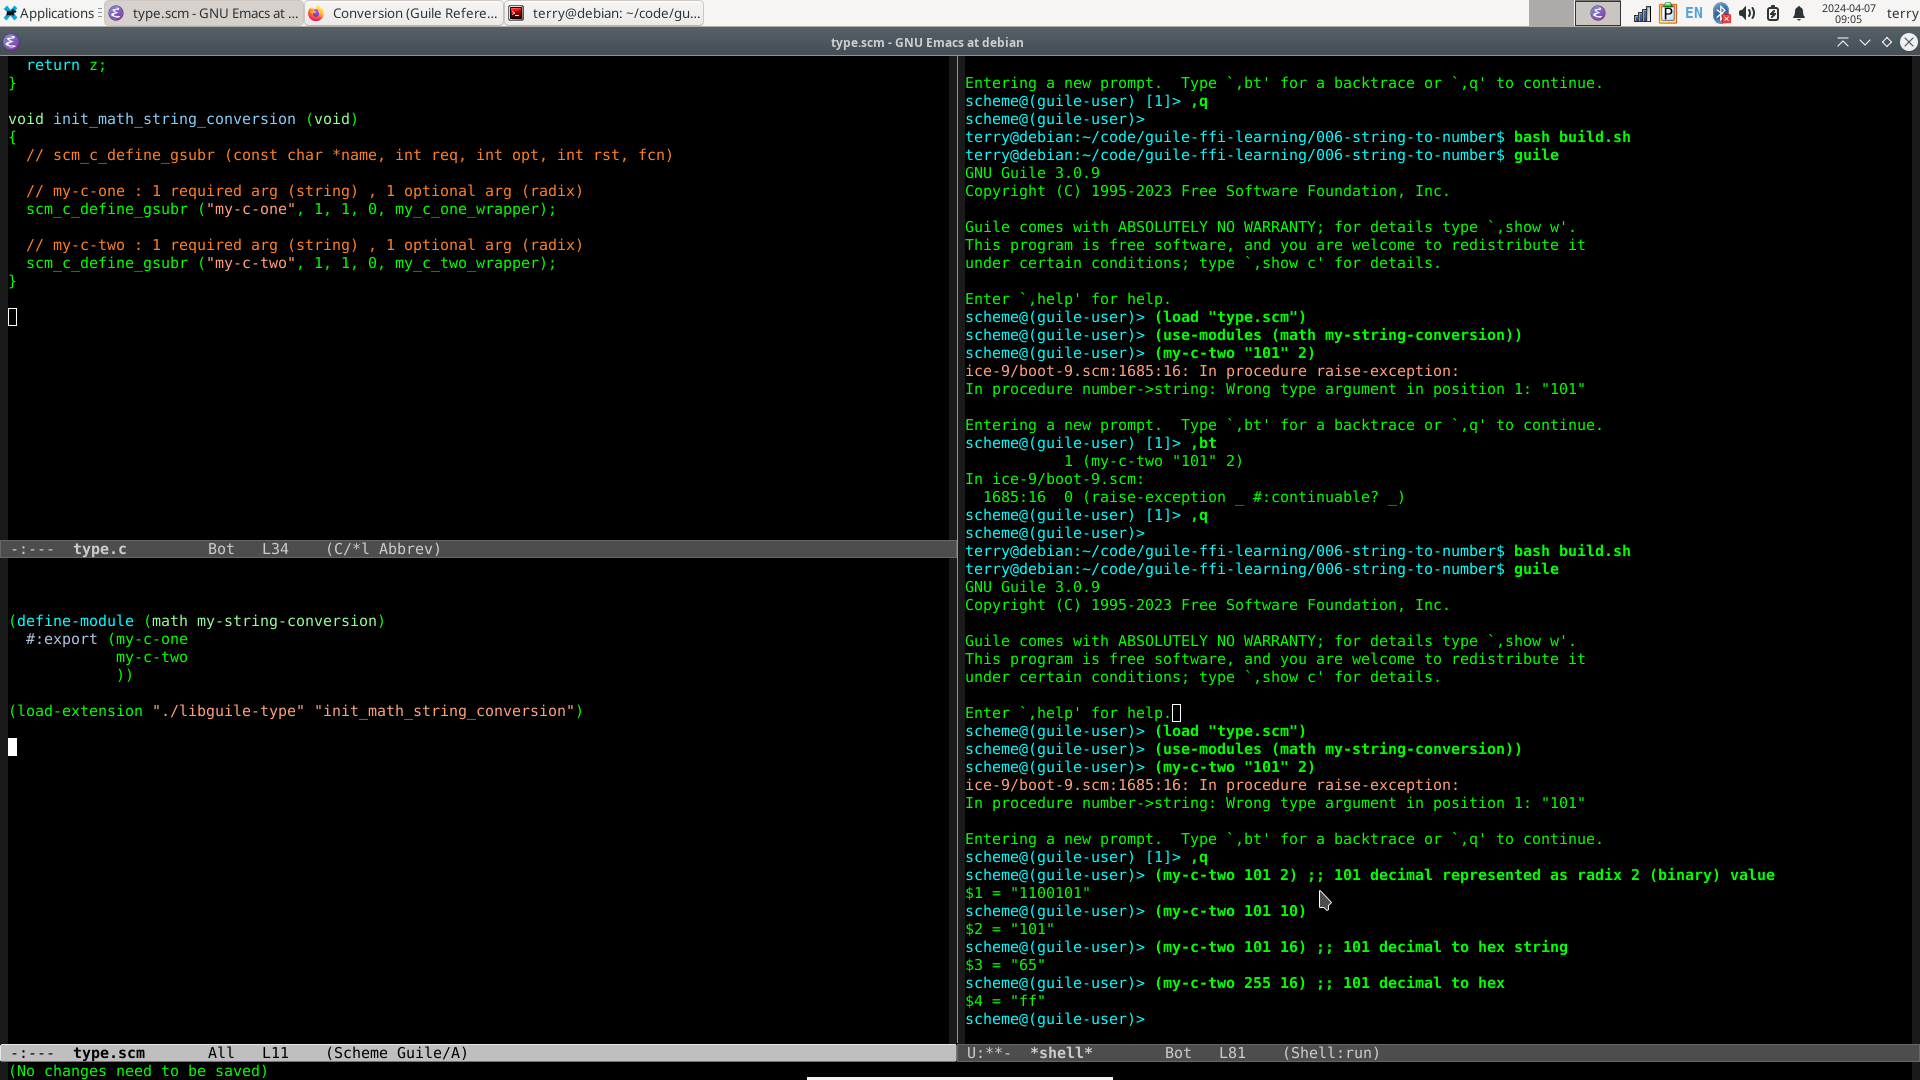 Applications
type.scm - GNU Emacs at ...
Conversion (Guile Refere...
terry@debian: ~/code/gu...
EN
2024-04-07
09:05
terry
type.scm - GNU Emacs at debian
  return z;
}
void init_math_string_conversion (void)
{
  // scm_c_define_gsubr (const char *name, int req, int opt, int rst, fcn)
  // my-c-one : 1 required arg (string) , 1 optional arg (radix)
  scm_c_define_gsubr ("my-c-one", 1, 1, 0, my_c_one_wrapper);
  // my-c-two : 1 required arg (string) , 1 optional arg (radix)
  scm_c_define_gsubr ("my-c-two", 1, 1, 0, my_c_two_wrapper);
}
-:---  type.c         Bot   L34    (C/*l Abbrev)
(define-module (math my-string-conversion)
  #:export (my-c-one
            my-c-two
            ))
(load-extension "./libguile-type" "init_math_string_conversion")
-:---  type.scm       All   L11    (Scheme Guile/A)
(No changes need to be saved)
Entering a new prompt.  Type `,bt' for a backtrace or `,q' to continue.
scheme@(guile-user) [1]> ,q
scheme@(guile-user)>
terry@debian:~/code/guile-ffi-learning/006-string-to-number$ bash build.sh
terry@debian:~/code/guile-ffi-learning/006-string-to-number$ guile
GNU Guile 3.0.9
Copyright (C) 1995-2023 Free Software Foundation, Inc.
Guile comes with ABSOLUTELY NO WARRANTY; for details type `,show w'.
This program is free software, and you are welcome to redistribute it
under certain conditions; type `,show c' for details.
Enter `,help' for help.
scheme@(guile-user)> (load "type.scm")
scheme@(guile-user)> (use-modules (math my-string-conversion))
scheme@(guile-user)> (my-c-two "101" 2)
ice-9/boot-9.scm:1685:16: In procedure raise-exception:
In procedure number->string: Wrong type argument in position 1: "101"
Entering a new prompt.  Type `,bt' for a backtrace or `,q' to continue.
scheme@(guile-user) [1]> ,bt
           1 (my-c-two "101" 2)
In ice-9/boot-9.scm:
  1685:16  0 (raise-exception _ #:continuable? _)
scheme@(guile-user) [1]> ,q
scheme@(guile-user)>
terry@debian:~/code/guile-ffi-learning/006-string-to-number$ bash build.sh
terry@debian:~/code/guile-ffi-learning/006-string-to-number$ guile
GNU Guile 3.0.9
Copyright (C) 1995-2023 Free Software Foundation, Inc.
Guile comes with ABSOLUTELY NO WARRANTY; for details type `,show w'.
This program is free software, and you are welcome to redistribute it
under certain conditions; type `,show c' for details.
Enter `,help' for help.
scheme@(guile-user)> (load "type.scm")
scheme@(guile-user)> (use-modules (math my-string-conversion))
scheme@(guile-user)> (my-c-two "101" 2)
ice-9/boot-9.scm:1685:16: In procedure raise-exception:
In procedure number->string: Wrong type argument in position 1: "101"
Entering a new prompt.  Type `,bt' for a backtrace or `,q' to continue.
scheme@(guile-user) [1]> ,q
scheme@(guile-user)> (my-c-two 101 2) ;; 101 decimal represented as radix 2 (binary) value
$1 = "1100101"
scheme@(guile-user)> (my-c-two 101 10)
$2 = "101"
scheme@(guile-user)> (my-c-two 101 16) ;; 101 decimal to hex string
$3 = "65"
scheme@(guile-user)> (my-c-two 255 16) ;; 101 decimal to hex
$4 = "ff"
scheme@(guile-user)>
U:**-  *shell*        Bot   L81    (Shell:run)